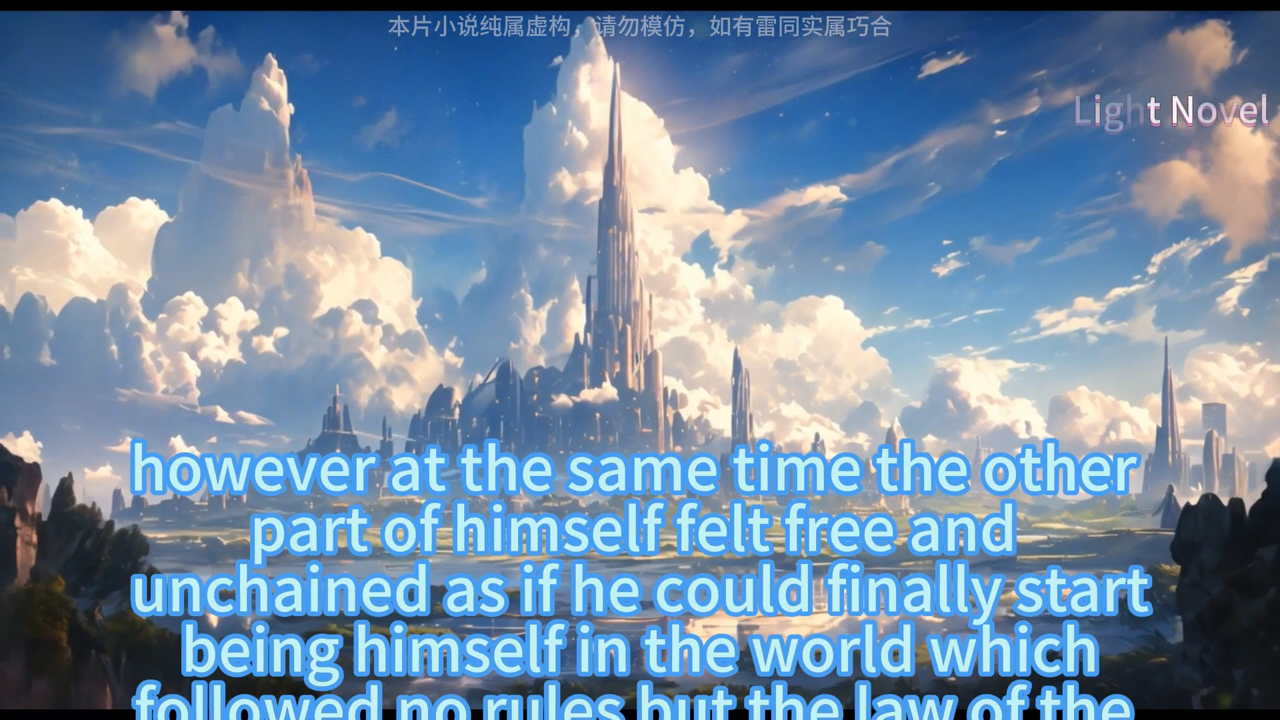 本片小说纯属虚构，请勿模仿，如有雷同实属巧合
Light Novel
however at the same time the other
part of himself felt free and
unchained as if he could finally start
being himself in the world which
followed no rules but the law of the